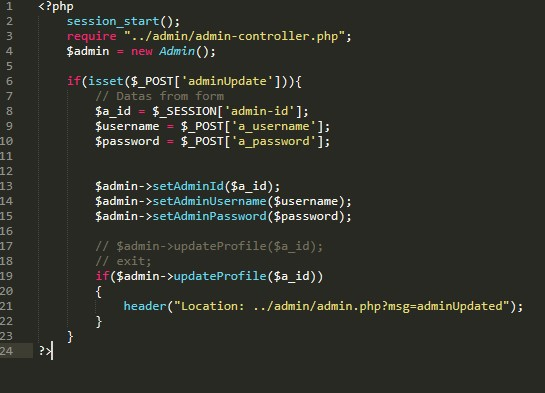 1 <?php
2 session_start();
3 require "../admin/admin-controller.php";
4 $admin = new Admin();
5
6 if(isset($_POST['adminUpdate'])){
7 // Datas from form
8 $a_id = $_SESSION['admin-id'];
9 $username = $_POST['a_username'];
10 $password = $_POST['a_password'];
11
12
13 $admin->setAdminId($a_id);
14 $admin->setAdminUsername($username);
15 $admin->setAdminPassword($password);
16
17 // $admin->updateProfile($a_id);
18 // exit;
19 if($admin->updateProfile($a_id))
20 {
21 header("Location: ../admin/admin.php?msg=adminUpdated");
22 }
23 }
24 ?>